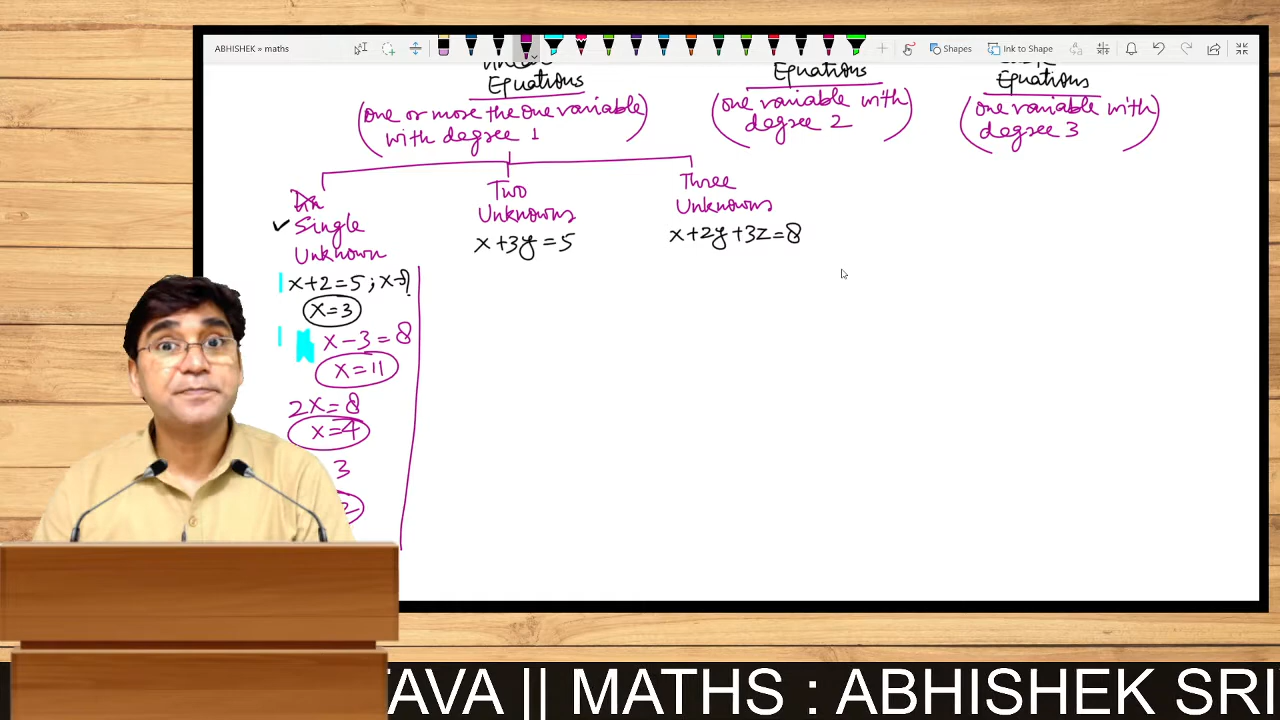 ABHISHEK » maths
Shapes
Ink to Shape
Equations
(one or more the one variable
with degree 1)
Equations
(one variable with
degree 2)
Equations
(one variable with
degree 3)
Single
Unknown
Two
Unknowns
Three
Unknowns
x+3y=5
x+2y+3z=8
x+2=5; x=?
x=3
x-3=8
x=11
2x=8
x=4
3
2
TAVA || MATHS : ABHISHEK SRI